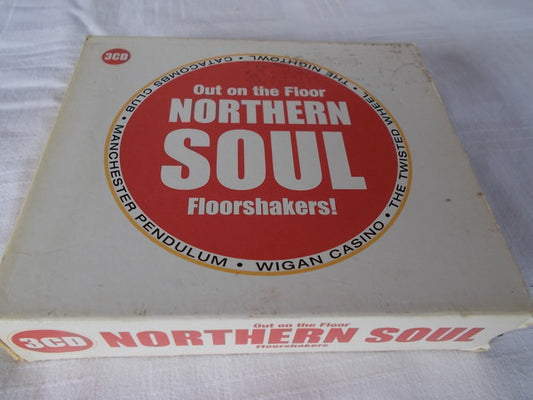 3CD
Out on the Floor
NORTHERN
SOUL
Floorshakers!
CATACOMBS CLUB • THE NIGHTOWL • THE TWISTED WHEEL • WIGAN CASINO • MANCHESTER PENDULUM •
3CD
Out on the Floor
NORTHERN SOUL
Floorshakers